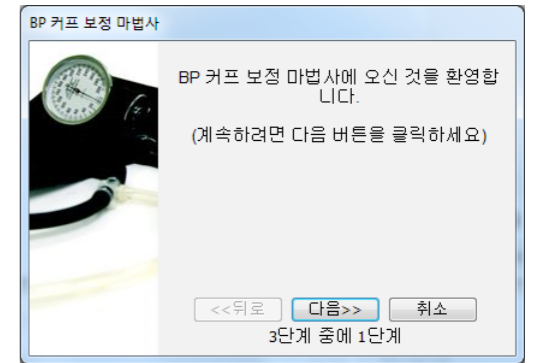 BP 커프 보정 마법사
BP 커프 보정 마법사에 오신 것을 환영합
니다.
(계속하려면 다음 버튼을 클릭하세요)
<<뒤로 다음>> 취소
3단계 중에 1단계